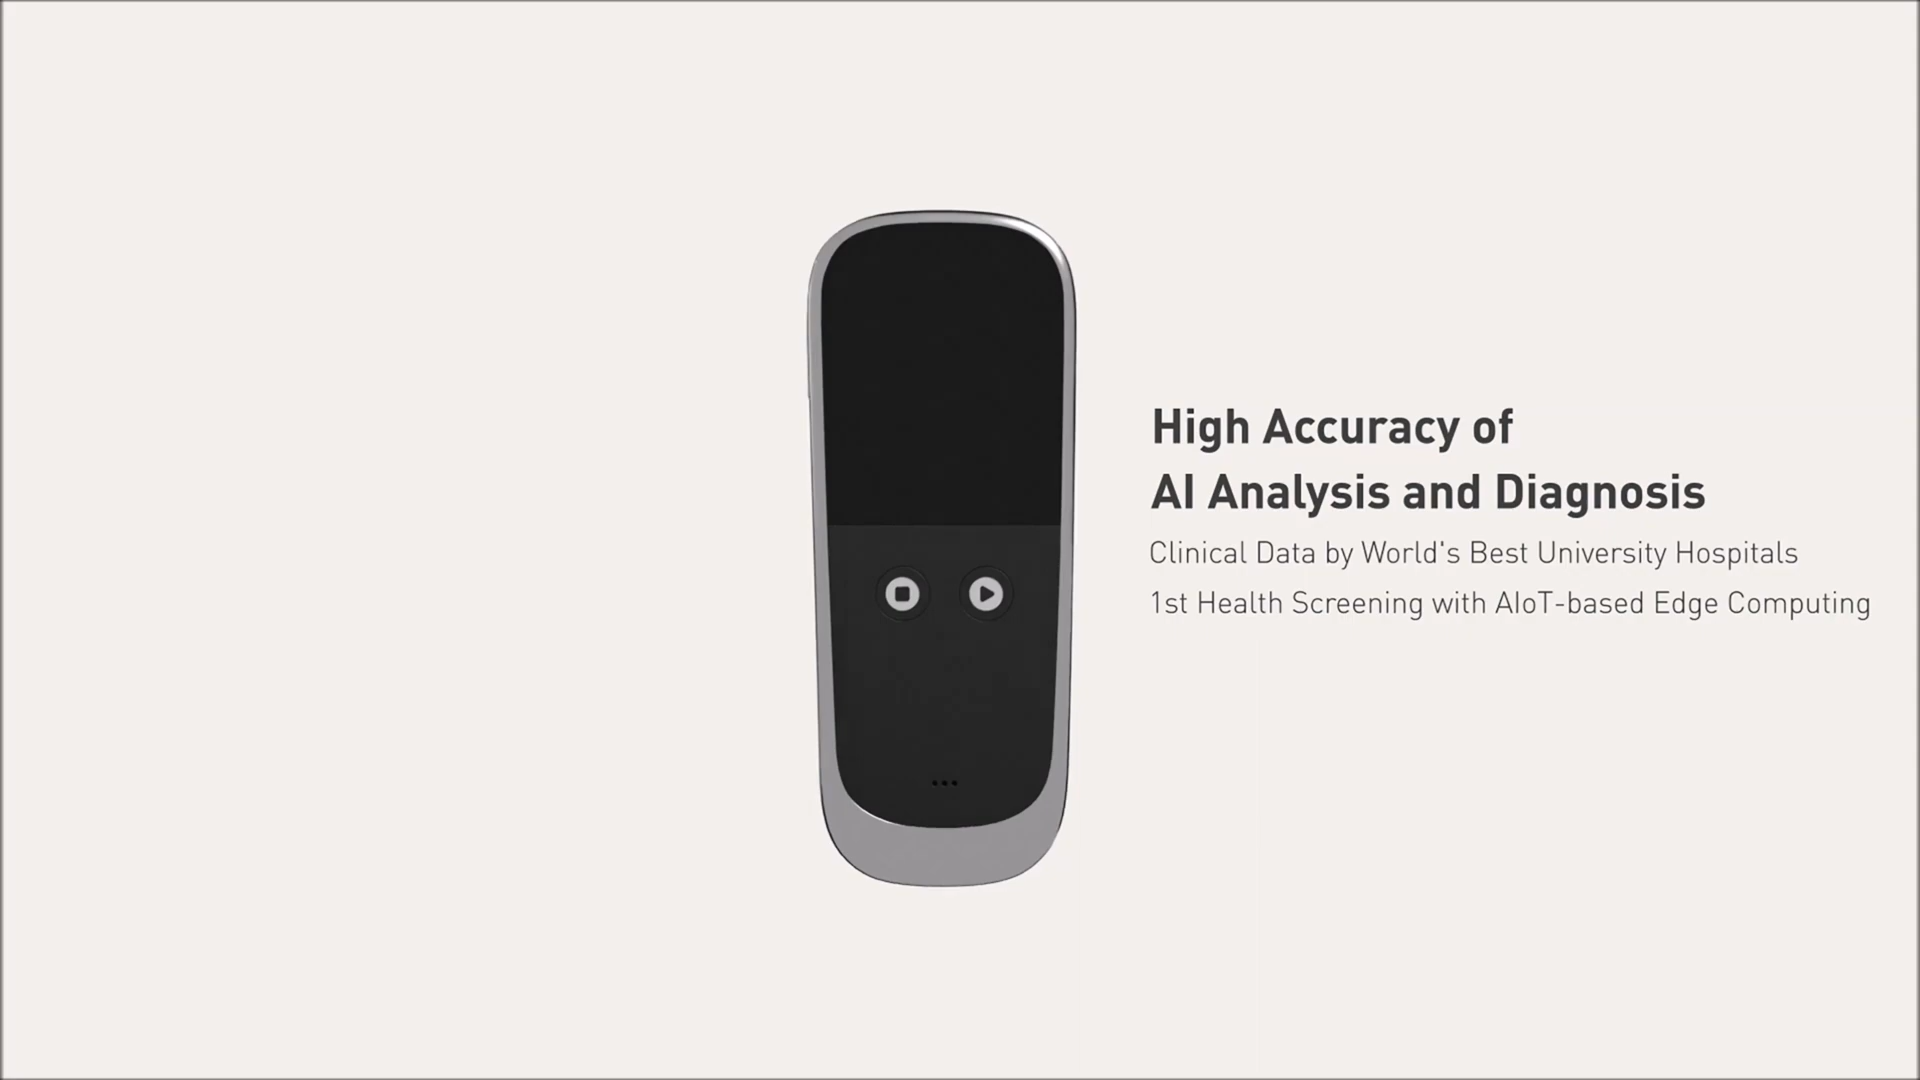 High Accuracy of
AI Analysis and Diagnosis
Clinical Data by World's Best University Hospitals
1st Health Screening with AIoT-based Edge Computing